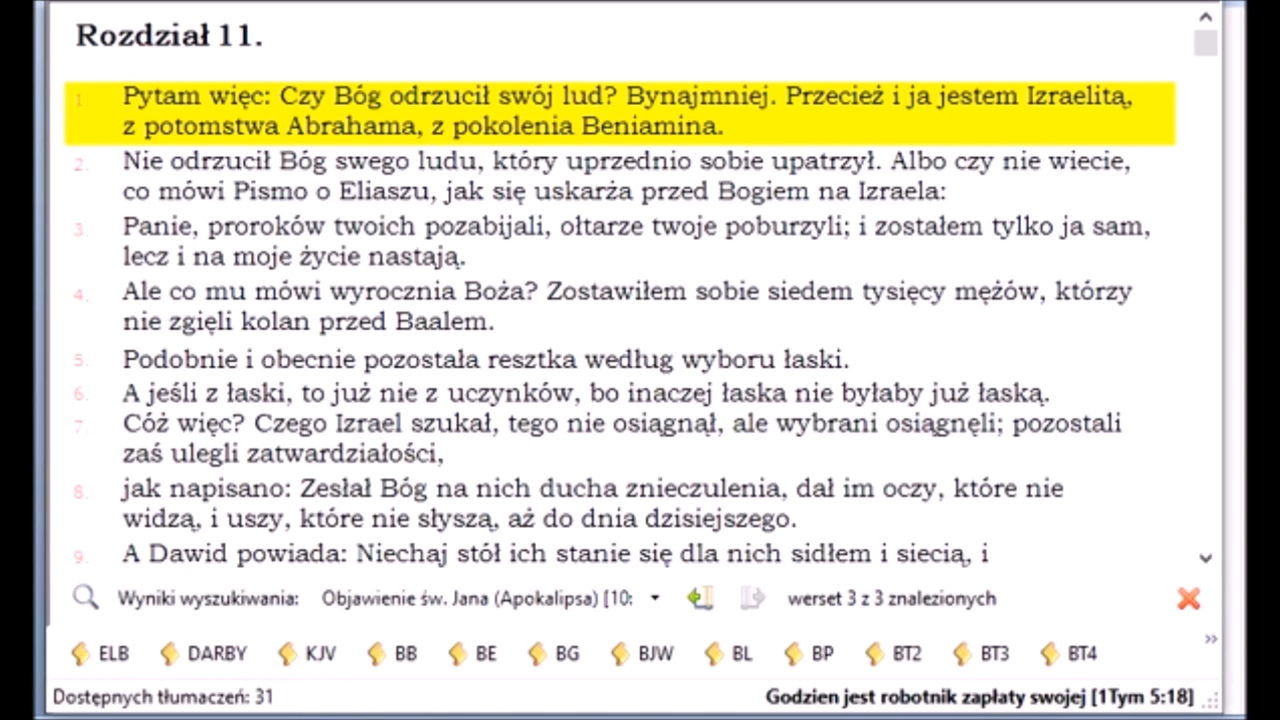 Rozdział 11.
1 Pytam więc: Czy Bóg odrzucił swój lud? Bynajmniej. Przecież i ja jestem Izraelitą,
z potomstwa Abrahama, z pokolenia Beniamina.
2. Nie odrzucił Bóg swego ludu, który uprzednio sobie upatrzył. Albo czy nie wiecie,
co mówi Pismo o Eliaszu, jak się uskarża przed Bogiem na Izraela:
3. Panie, proroków twoich pozabijali, ołtarze twoje poburzyli; i zostałem tylko ja sam,
lecz i na moje życie nastają.
4. Ale co mu mówi wyrocznia Boża? Zostawiłem sobie siedem tysięcy mężów, którzy
nie zgięli kolan przed Baalem.
5. Podobnie i obecnie pozostała resztka według wyboru łaski.
6. A jeśli z łaski, to już nie z uczynków, bo inaczej łaska nie byłaby już łaską.
7. Cóż więc? Czego Izrael szukał, tego nie osiągnął, ale wybrani osiągnęli; pozostali
zaś ulegli zatwardziałości,
8. jak napisano: Zesłał Bóg na nich ducha znieczulenia, dał im oczy, które nie
widzą, i uszy, które nie słyszą, aż do dnia dzisiejszego.
9. A Dawid powiada: Niechaj stół ich stanie się dla nich sidłem i siecią, i
Wyniki wyszukiwania: Objawienie św. Jana (Apokalipsa) [10: werset 3 z 3 znalezionych
ELB DARBY KJV BB BE BG BJW BL BP BT2 BT3 BT4 »
Dostępnych tłumaczeń: 31 Godzien jest robotnik zapłaty swojej [1Tym 5:18]